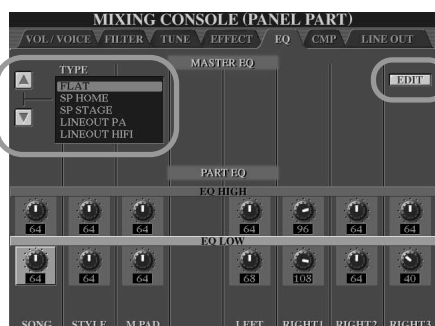 MIXING CONSOLE (PANEL PART)
VOL / VOICE FILTER TUNE EFFECT EQ CMP LINE OUT
TYPE
MASTER EQ
EDIT
FLAT
SP HOME
SP STAGE
LINEOUT PA
LINEOUT HIFI
PART EQ
EQ HIGH
64 64 64 64 96 64 64
EQ LOW
64 64 64 68 108 64 40
SONG STYLE M.PAD LEFT RIGHT1 RIGHT2 RIGHT3